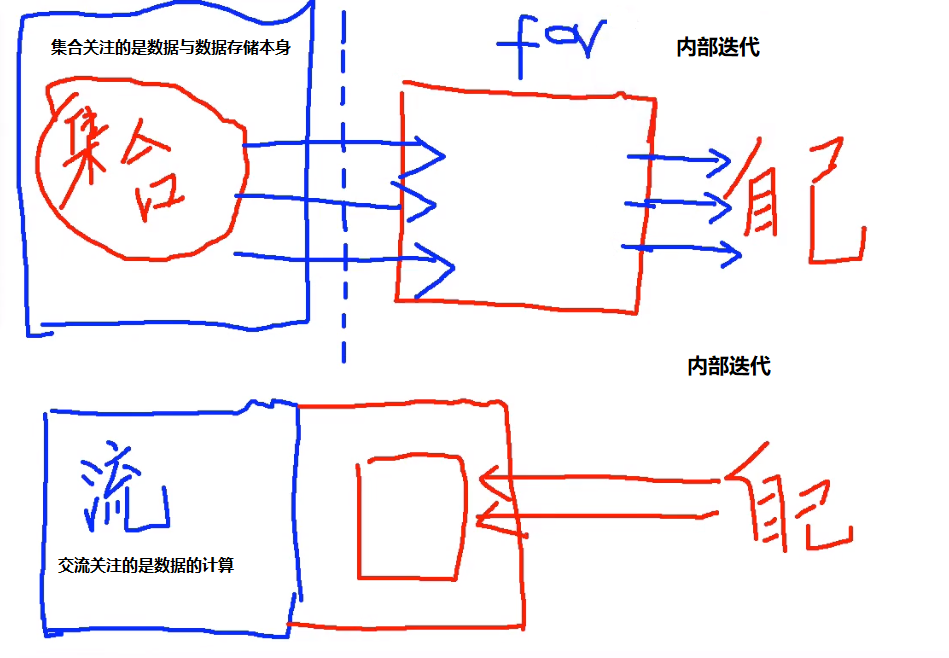 集合关注的是数据与数据存储本身
for
内部迭代
集合
自己
内部迭代
流
自己
交流关注的是数据的计算